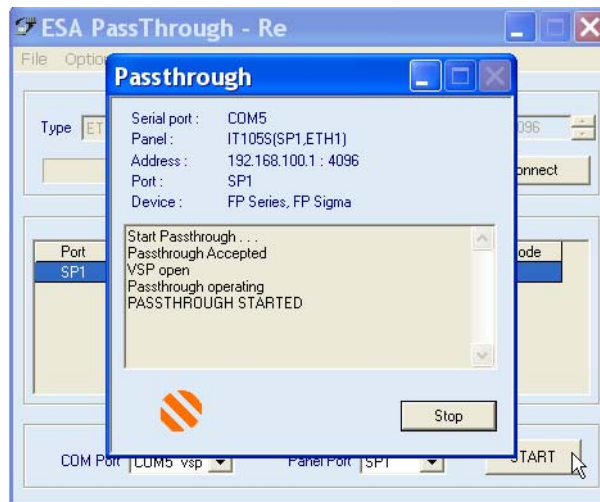 ESA PassThrough - Re
File Optio
Passthrough
Serial port : COM5
Panel : IT105S(SP1,ETH1)
Address : 192.168.100.1 : 4096
Port : SP1
Device : FP Series, FP Sigma
Type ET
096
onnect
Start Passthrough . . .
Passthrough Accepted
VSP open
Passthrough operating
PASSTHROUGH STARTED
Port
ode
SP1
Stop
COM Port COM5 vsp Panel Port SP1 START